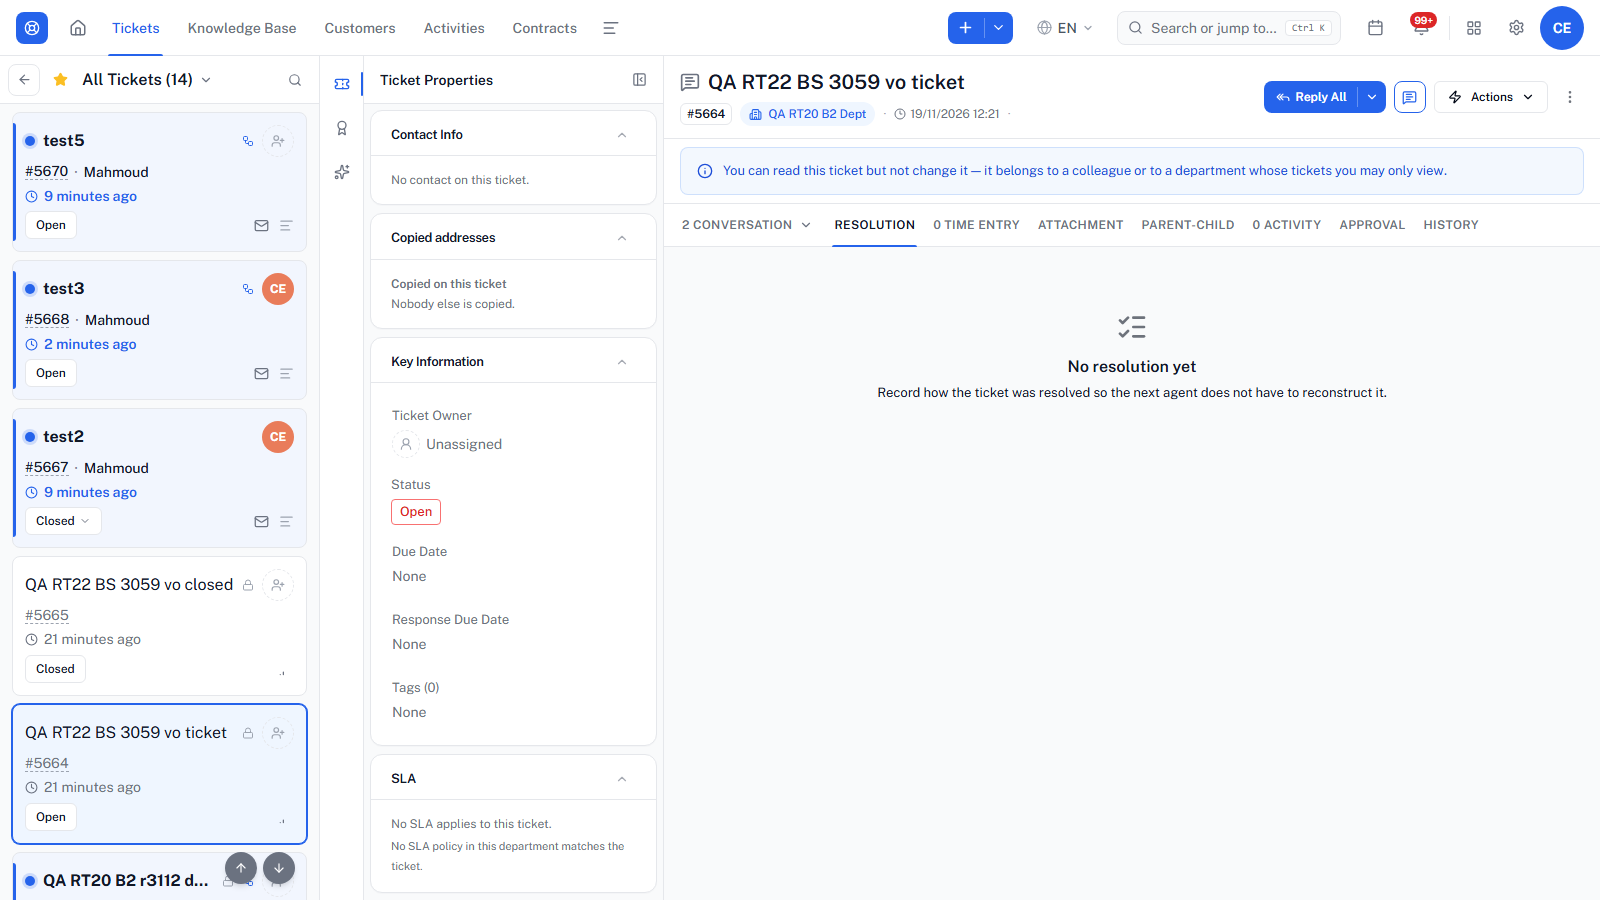 Tickets
Knowledge Base
Customers
Activities
Contracts
EN
Search or jump to...
Ctrl K
99+
CE
All Tickets (14)
test5
#5670 · Mahmoud
9 minutes ago
Open
test3
CE
#5668 · Mahmoud
2 minutes ago
Open
test2
CE
#5667 · Mahmoud
9 minutes ago
Closed
QA RT22 BS 3059 vo closed
#5665
21 minutes ago
Closed
QA RT22 BS 3059 vo ticket
#5664
21 minutes ago
Open
QA RT20 B2 r3112 d...
Ticket Properties
Contact Info
No contact on this ticket.
Copied addresses
Copied on this ticket
Nobody else is copied.
Key Information
Ticket Owner
Unassigned
Status
Open
Due Date
None
Response Due Date
None
Tags (0)
None
SLA
No SLA applies to this ticket.
No SLA policy in this department matches the
ticket.
QA RT22 BS 3059 vo ticket
#5664
QA RT20 B2 Dept
· 19/11/2026 12:21 ·
Reply All
Actions
You can read this ticket but not change it — it belongs to a colleague or to a department whose tickets you may only view.
2 CONVERSATION
RESOLUTION
0 TIME ENTRY
ATTACHMENT
PARENT-CHILD
0 ACTIVITY
APPROVAL
HISTORY
No resolution yet
Record how the ticket was resolved so the next agent does not have to reconstruct it.